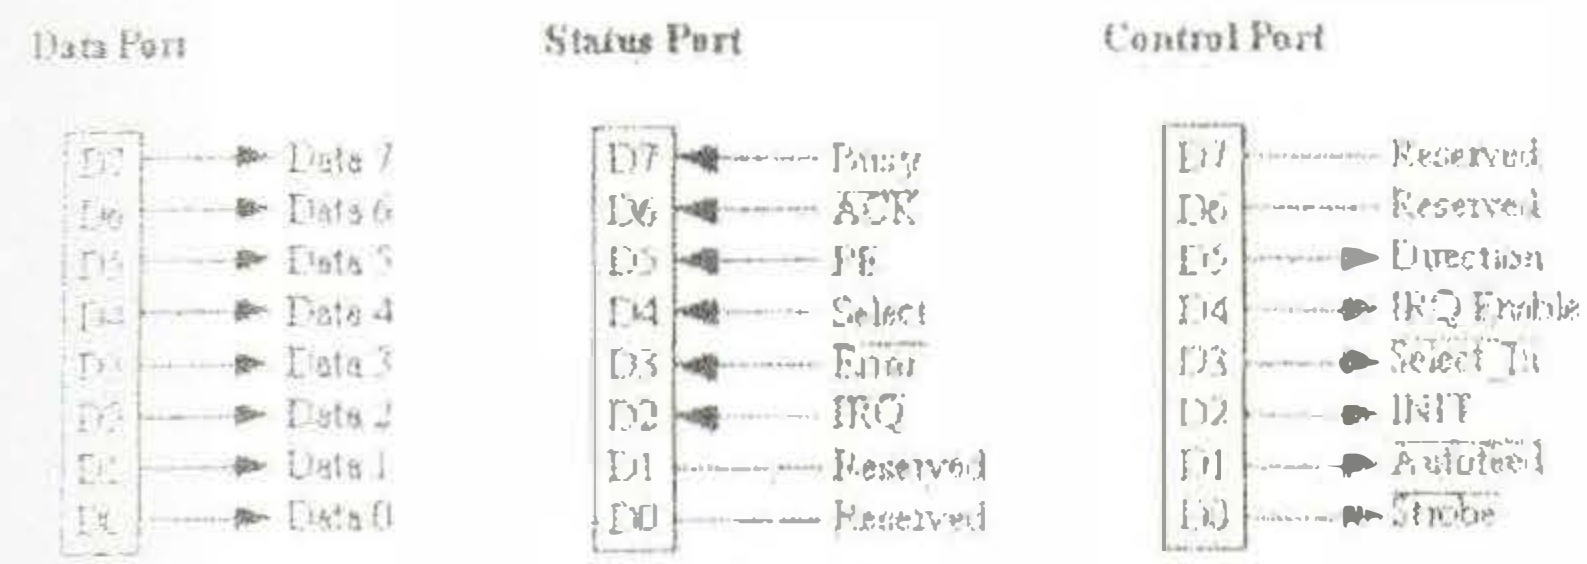 Data Port
D7 Data 7
D6 Data 6
D5 Data 5
D4 Data 4
D3 Data 3
D2 Data 2
D1 Data 1
D0 Data 0
Status Port
D7
D6 ACK
D5 PE
D4 Select
D3 Error
D2 IRQ
D1 Reserved
D0 Reserved
Control Port
D7 Reserved
D6 Reserved
D5 Direction
D4 IRQ Enable
D3 Select_In
D2 INIT
D1 Autofeed
D0 Strobe